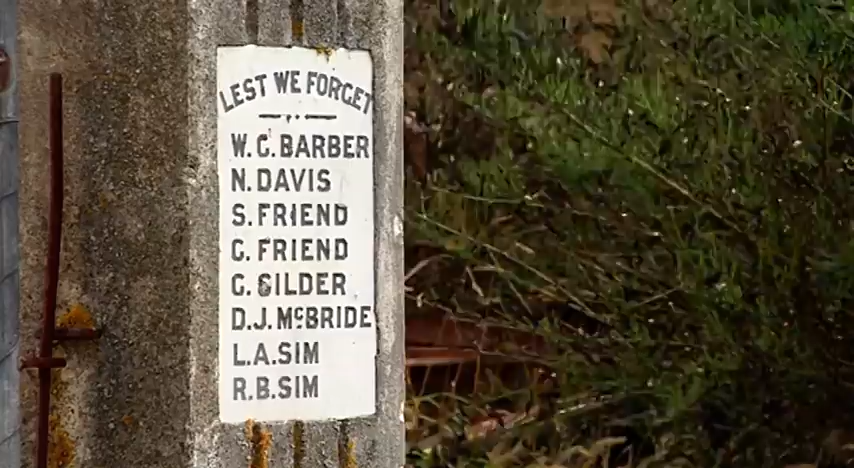 LEST WE FORGET
W. G. BARBER
N. DAVIS
S. FRIEND
G. FRIEND
G. GILDER
D.J. McBRIDE
L.A. SIM
R.B. SIM